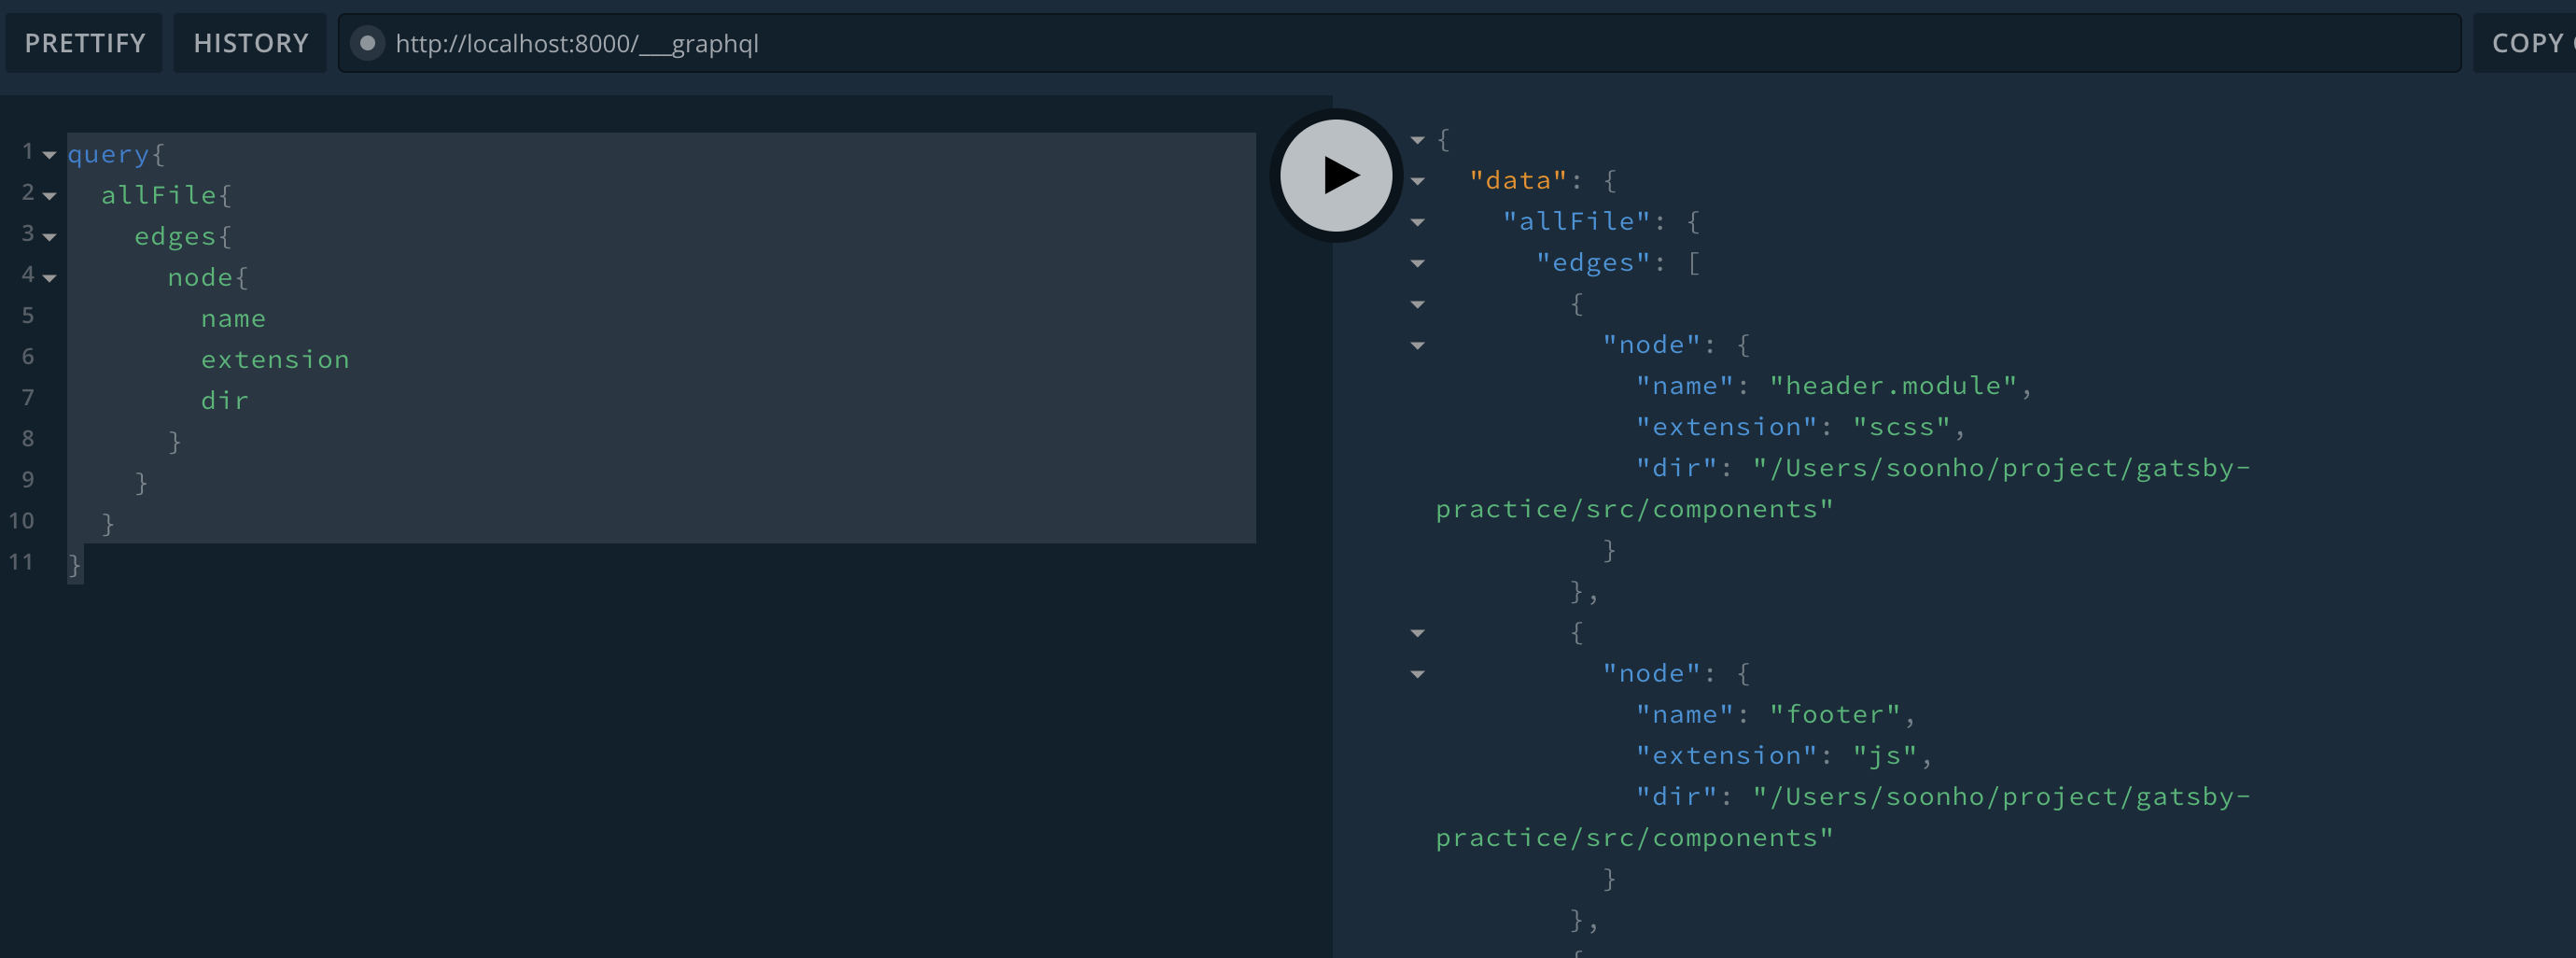 PRETTIFY HISTORY http://localhost:8000/___graphql COPY
1 query{
2 allFile{
3 edges{
4 node{
5 name
6 extension
7 dir
8 }
9 }
10 }
11 }
{
"data": {
"allFile": {
"edges": [
{
"node": {
"name": "header.module",
"extension": "scss",
"dir": "/Users/soonho/project/gatsby-
practice/src/components"
}
},
{
"node": {
"name": "footer",
"extension": "js",
"dir": "/Users/soonho/project/gatsby-
practice/src/components"
}
},
{